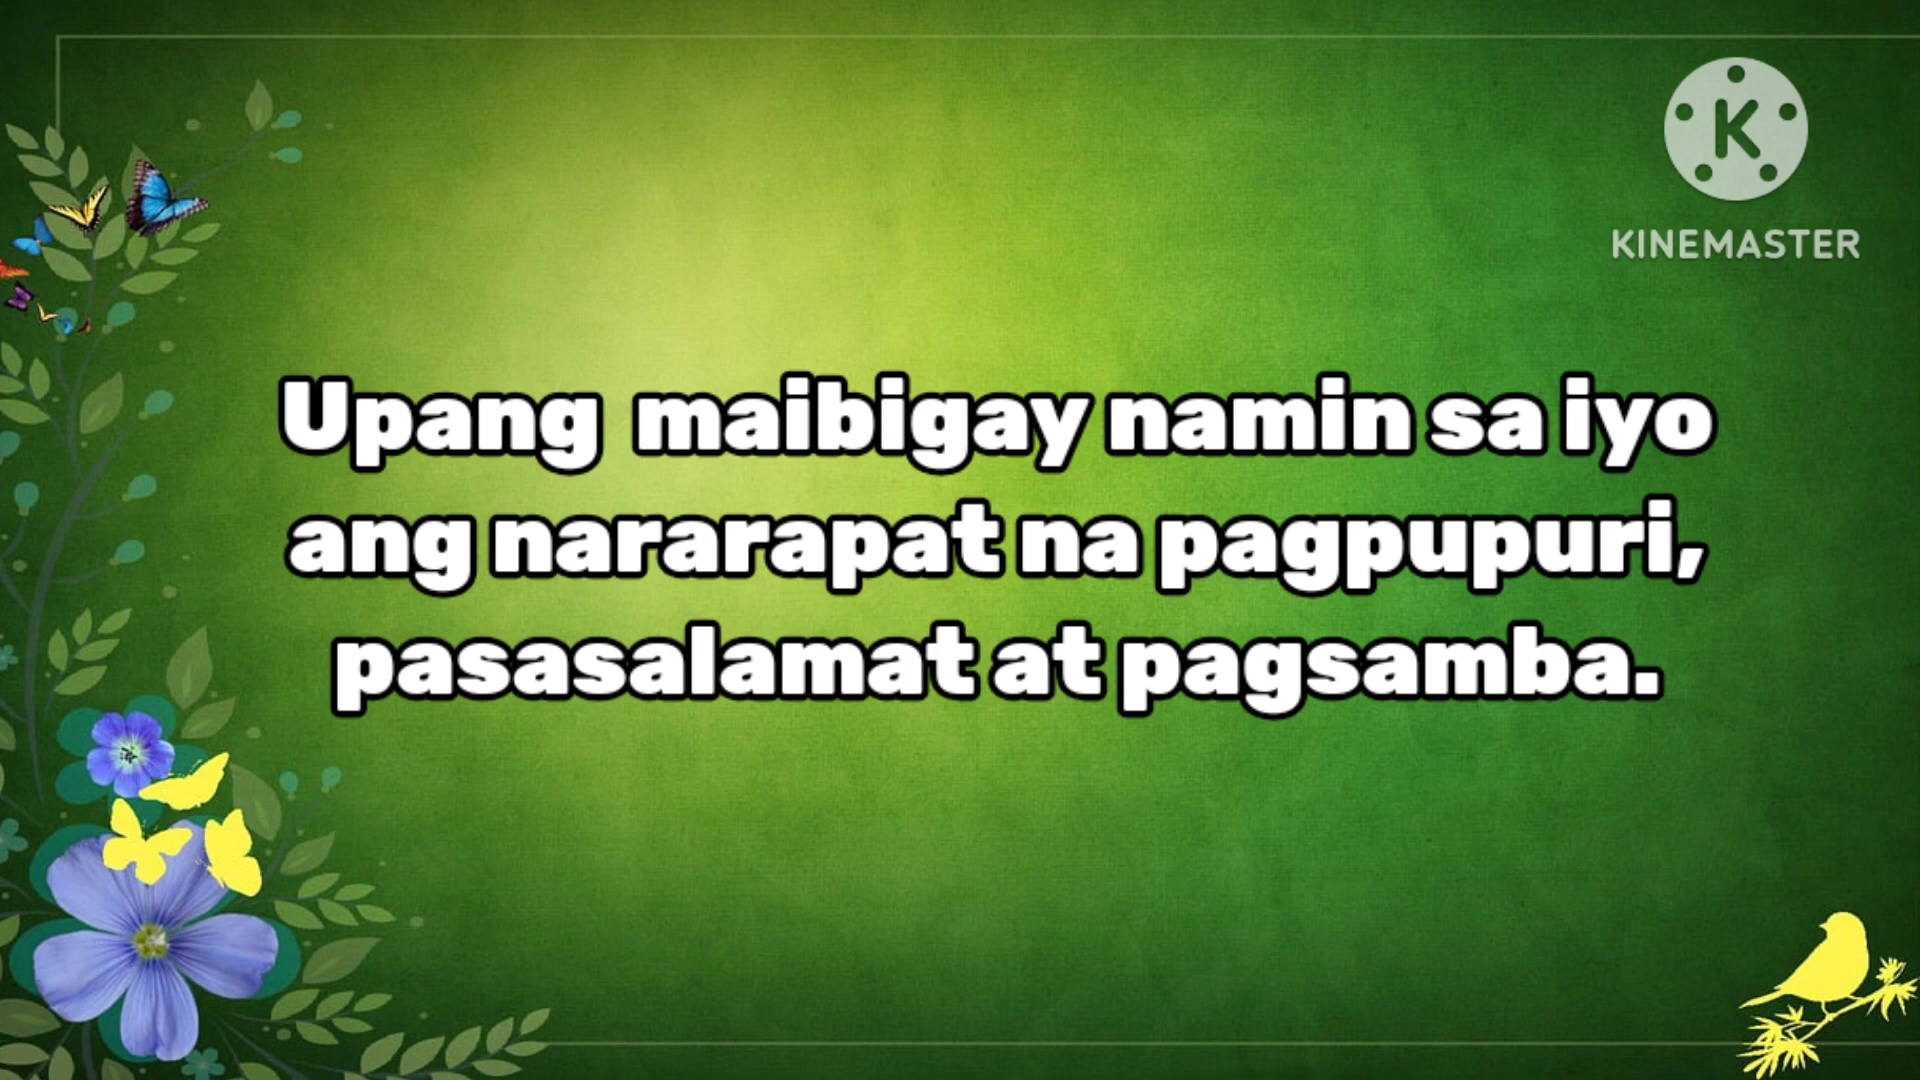 K
KINEMASTER
Upang maibigay namin sa iyo
ang nararapat na pagpupuri,
pasasalamat at pagsamba.